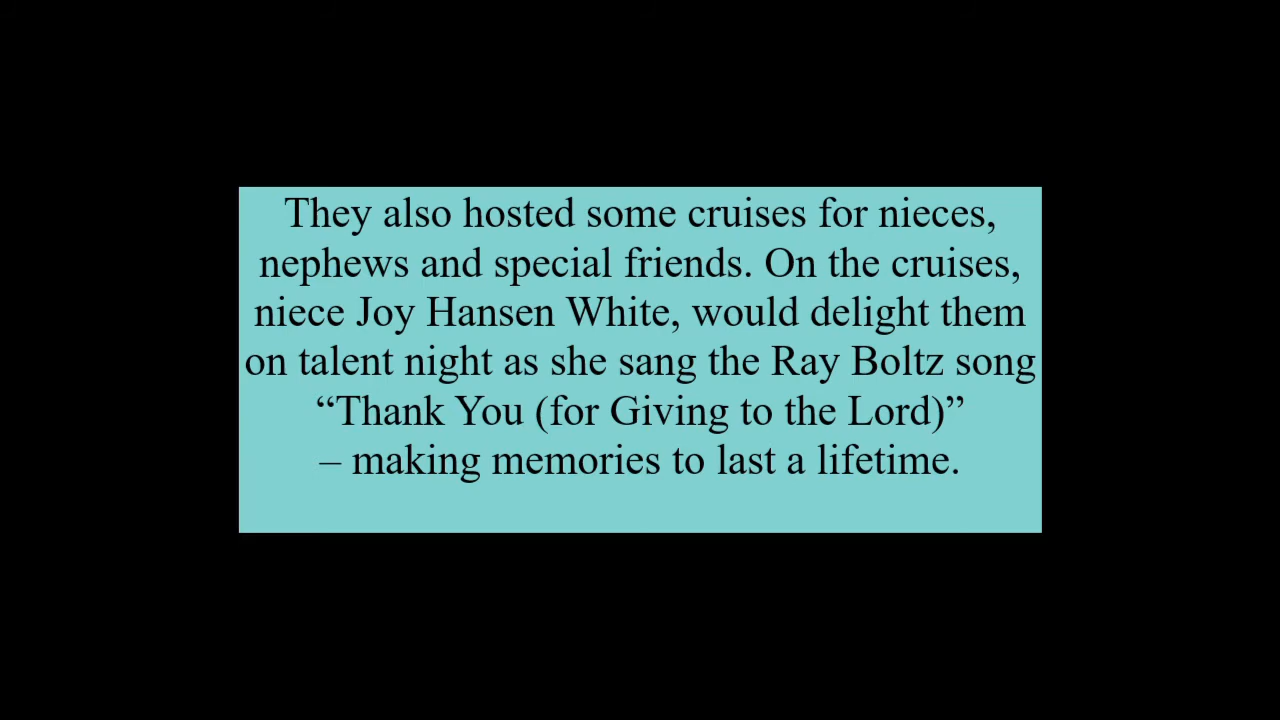 They also hosted some cruises for nieces,
nephews and special friends. On the cruises,
niece Joy Hansen White, would delight them
on talent night as she sang the Ray Boltz song
“Thank You (for Giving to the Lord)”
– making memories to last a lifetime.